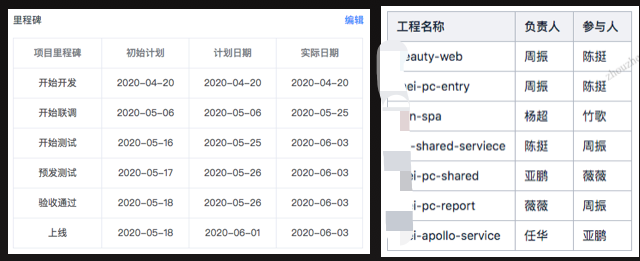 里程碑 编辑
项目里程碑 初始计划 计划日期 实际日期
开始开发 2020-04-20 2020-04-20 2020-04-20
开始联调 2020-05-06 2020-05-06 2020-05-25
开始测试 2020-05-16 2020-05-25 2020-06-03
预发测试 2020-05-17 2020-05-26 2020-06-03
验收通过 2020-05-18 2020-05-26 2020-06-03
上线 2020-05-18 2020-06-01 2020-06-03
工程名称 负责人 参与人
eauty-web 周振 陈挺
ei-pc-entry 周振 陈挺
n-spa 杨超 竹歌
-shared-serviece 陈挺 周振
ei-pc-shared 亚鹏 薇薇
ei-pc-report 薇薇 周振
ei-apollo-service 任华 亚鹏